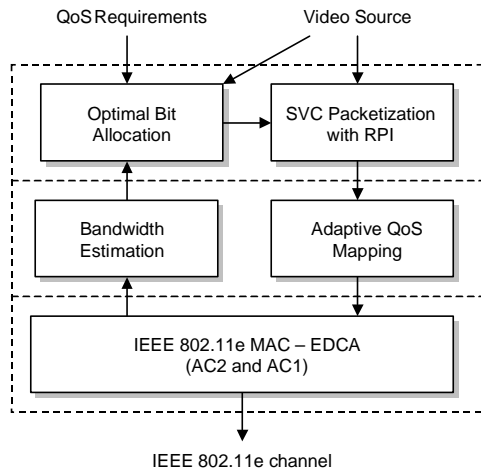 QoS Requirements
Video Source
Optimal Bit
Allocation
SVC Packetization
with RPI
Bandwidth
Estimation
Adaptive QoS
Mapping
IEEE 802.11e MAC – EDCA
(AC2 and AC1)
IEEE 802.11e channel